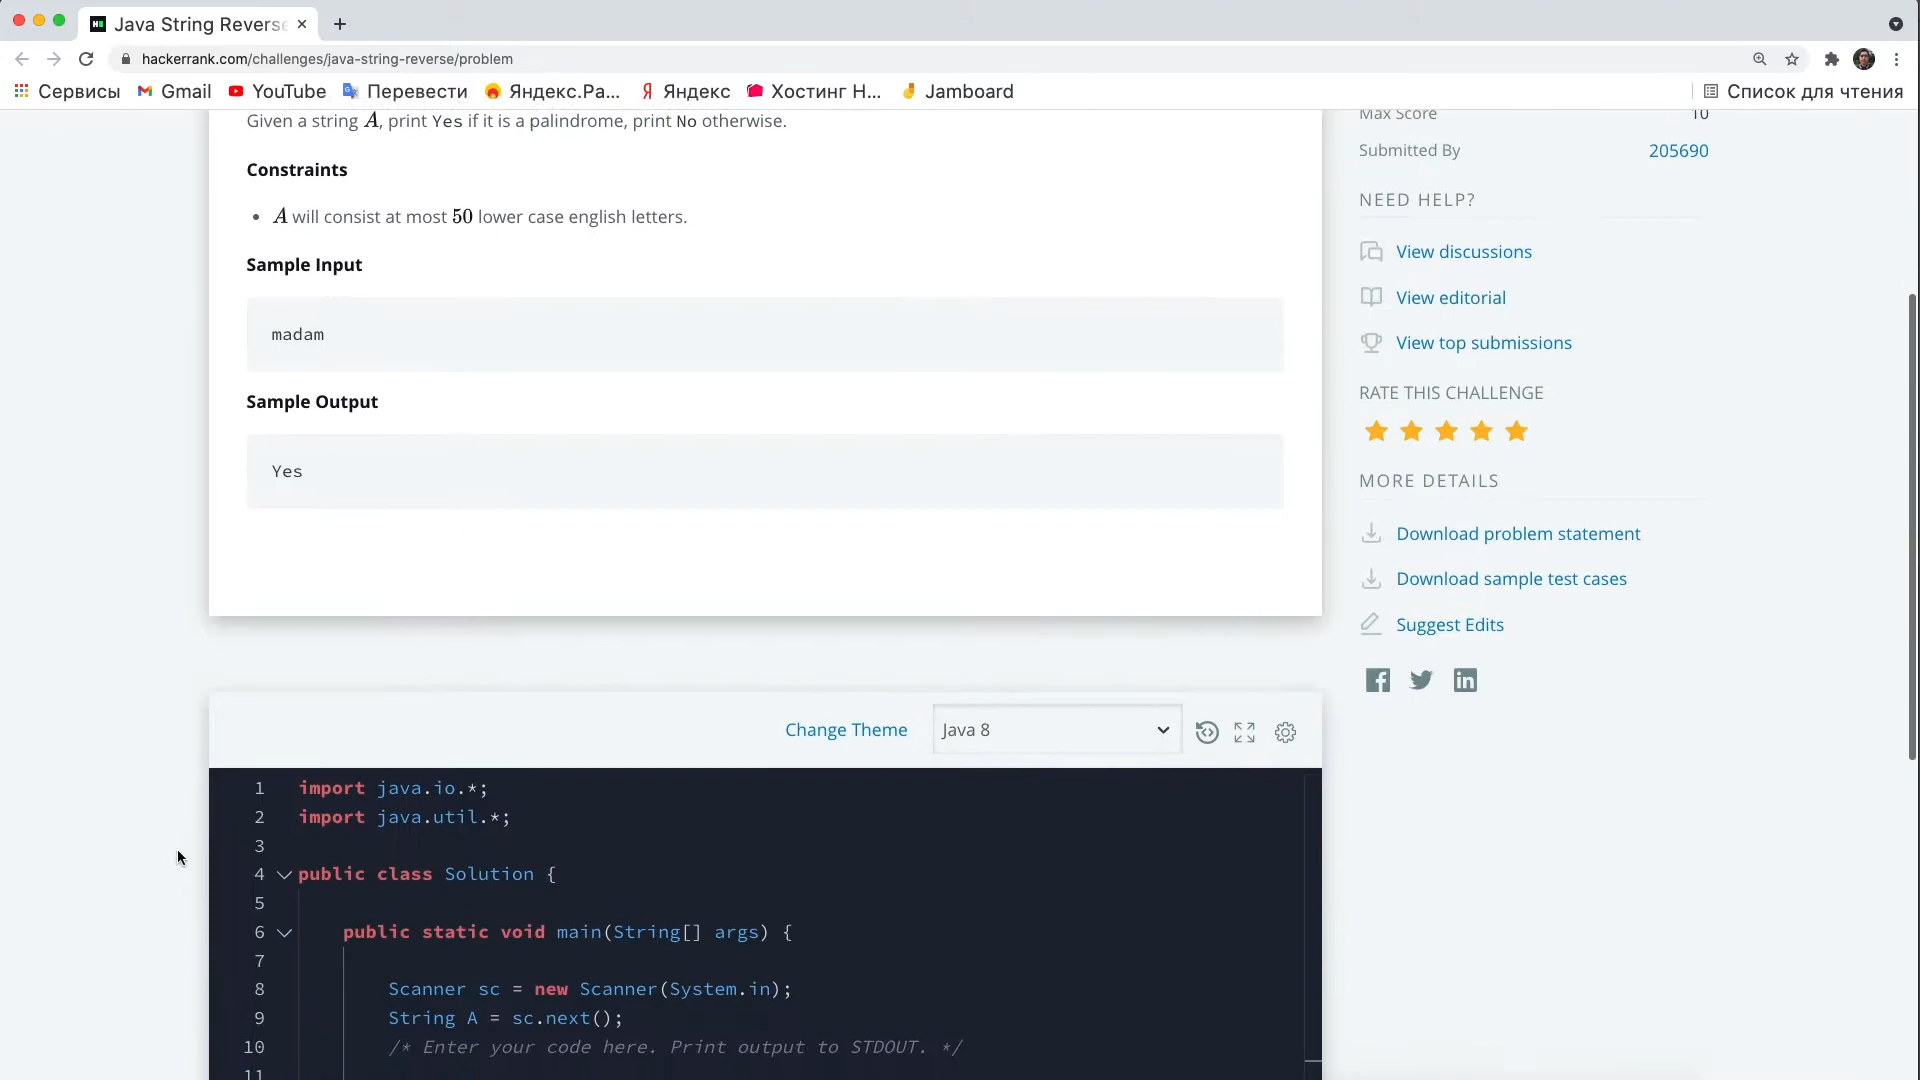 Java String Reverse
hackerrank.com/challenges/java-string-reverse/problem
Сервисы Gmail YouTube Перевести Яндекс.Ра... Яндекс Хостинг Н... Jamboard Список для чтения
Given a string A, print Yes if it is a palindrome, print No otherwise.
Constraints
• A will consist at most 50 lower case english letters.
Sample Input
madam
Sample Output
Yes
Max Score 10
Submitted By 205690
NEED HELP?
View discussions
View editorial
View top submissions
RATE THIS CHALLENGE
MORE DETAILS
Download problem statement
Download sample test cases
Suggest Edits
Change Theme Java 8
1 import java.io.*;
2 import java.util.*;
3
4 public class Solution {
5
6 public static void main(String[] args) {
7
8 Scanner sc = new Scanner(System.in);
9 String A = sc.next();
10 /* Enter your code here. Print output to STDOUT. */
11